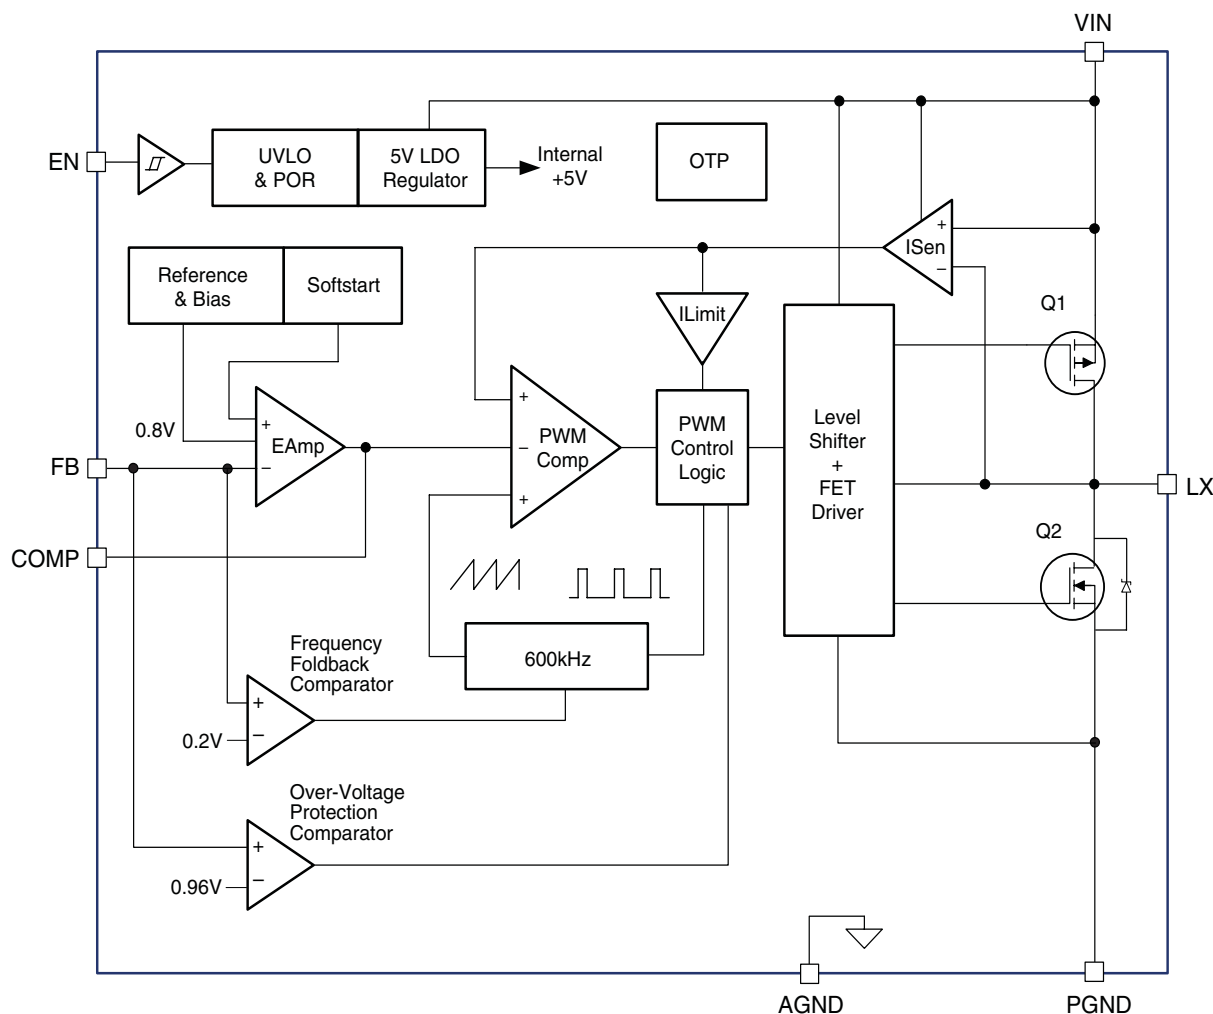 VIN
EN
UVLO
& POR
5V LDO
Regulator
Internal
+5V
OTP
Reference
& Bias
Softstart
+
ISen
–
ILimit
Q1
0.8V
+
EAmp
–
FB
+
–
PWM
Comp
+
PWM
Control
Logic
Level
Shifter
+
FET
Driver
LX
Q2
COMP
600kHz
Frequency
Foldback
Comparator
+
–
0.2V
Over-Voltage
Protection
Comparator
+
–
0.96V
AGND
PGND